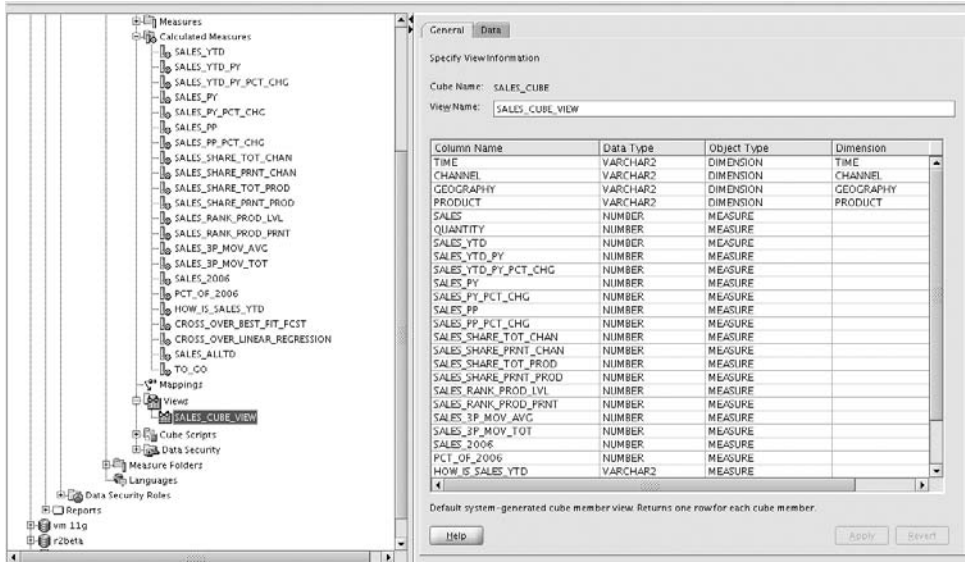 Measures
Calculated Measures
SALES_YTD
SALES_YTD_PY
SALES_YTD_PY_PCT_CHG
SALES_PY
SALES_PY_PCT_CHG
SALES_PP
SALES_PP_PCT_CHG
SALES_SHARE_TOT_CHAN
SALES_SHARE_PRNT_CHAN
SALES_SHARE_TOT_PROD
SALES_SHARE_PRNT_PROD
SALES_RANK_PROD_LVL
SALES_RANK_PROD_PRNT
SALES_3P_MOV_AVG
SALES_3P_MOV_TOT
SALES_2006
PCT_OF_2006
HOW_IS_SALES_YTD
CROSS_OVER_BEST_FIT_FCST
CROSS_OVER_LINEAR_REGRESSION
SALES_ALLTD
TO_GO
Mappings
Views
SALES_CUBE_VIEW
Cube Scripts
Data Security
Measure Folders
Languages
Data Security Roles
Reports
vm 11g
r2beta
General Data
Specify View Information
Cube Name: SALES_CUBE
View Name: SALES_CUBE_VIEW
Column Name Data Type Object Type Dimension
TIME VARCHAR2 DIMENSION TIME
CHANNEL VARCHAR2 DIMENSION CHANNEL
GEOGRAPHY VARCHAR2 DIMENSION GEOGRAPHY
PRODUCT VARCHAR2 DIMENSION PRODUCT
SALES NUMBER MEASURE
QUANTITY NUMBER MEASURE
SALES_YTD NUMBER MEASURE
SALES_YTD_PY NUMBER MEASURE
SALES_YTD_PY_PCT_CHG NUMBER MEASURE
SALES_PY NUMBER MEASURE
SALES_PY_PCT_CHG NUMBER MEASURE
SALES_PP NUMBER MEASURE
SALES_PP_PCT_CHG NUMBER MEASURE
SALES_SHARE_TOT_CHAN NUMBER MEASURE
SALES_SHARE_PRNT_CHAN NUMBER MEASURE
SALES_SHARE_TOT_PROD NUMBER MEASURE
SALES_SHARE_PRNT_PROD NUMBER MEASURE
SALES_RANK_PROD_LVL NUMBER MEASURE
SALES_RANK_PROD_PRNT NUMBER MEASURE
SALES_3P_MOV_AVG NUMBER MEASURE
SALES_3P_MOV_TOT NUMBER MEASURE
SALES_2006 NUMBER MEASURE
PCT_OF_2006 NUMBER MEASURE
HOW_IS_SALES_YTD VARCHAR2 MEASURE
Default system-generated cube member view. Returns one row for each cube member.
Help Apply Revert